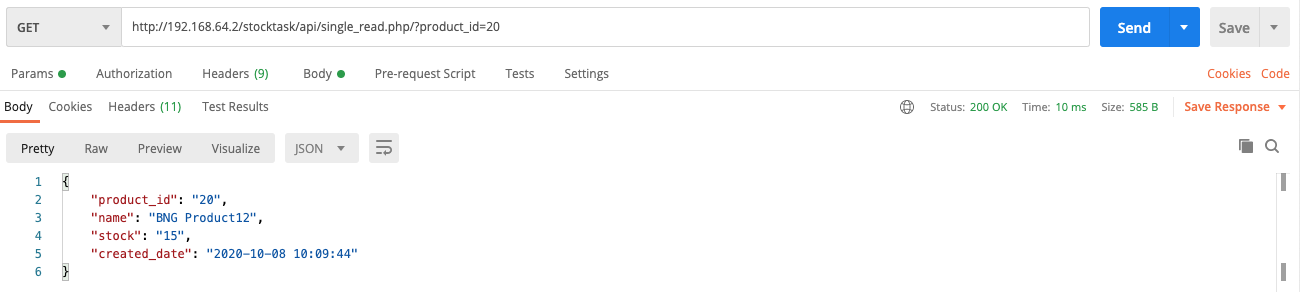 GET http://192.168.64.2/stocktask/api/single_read.php/?product_id=20 Send Save
Params Authorization Headers (9) Body Pre-request Script Tests Settings Cookies Code
Body Cookies Headers (11) Test Results Status: 200 OK Time: 10 ms Size: 585 B Save Response
Pretty Raw Preview Visualize JSON
1 {
2 "product_id": "20",
3 "name": "BNG Product12",
4 "stock": "15",
5 "created_date": "2020-10-08 10:09:44"
6 }